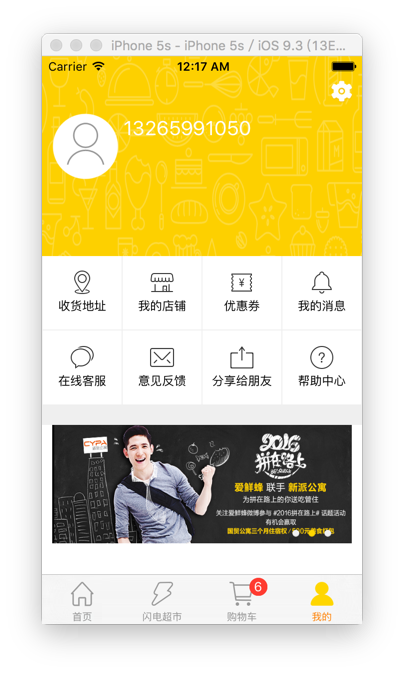 iPhone 5s - iPhone 5s / iOS 9.3 (13E...
Carrier 12:17 AM
13265991050
收货地址 我的店铺 优惠券 我的消息
在线客服 意见反馈 分享给朋友 帮助中心
CYPA
2016
拼在路上
爱鲜蜂 联手 新派公寓
为拼在路上的你送吃管住
关注爱鲜蜂微博参与 #2016拼在路上# 话题活动
有机会赢取
国贸公寓三个月住宿权
6
首页 闪电超市 购物车 我的